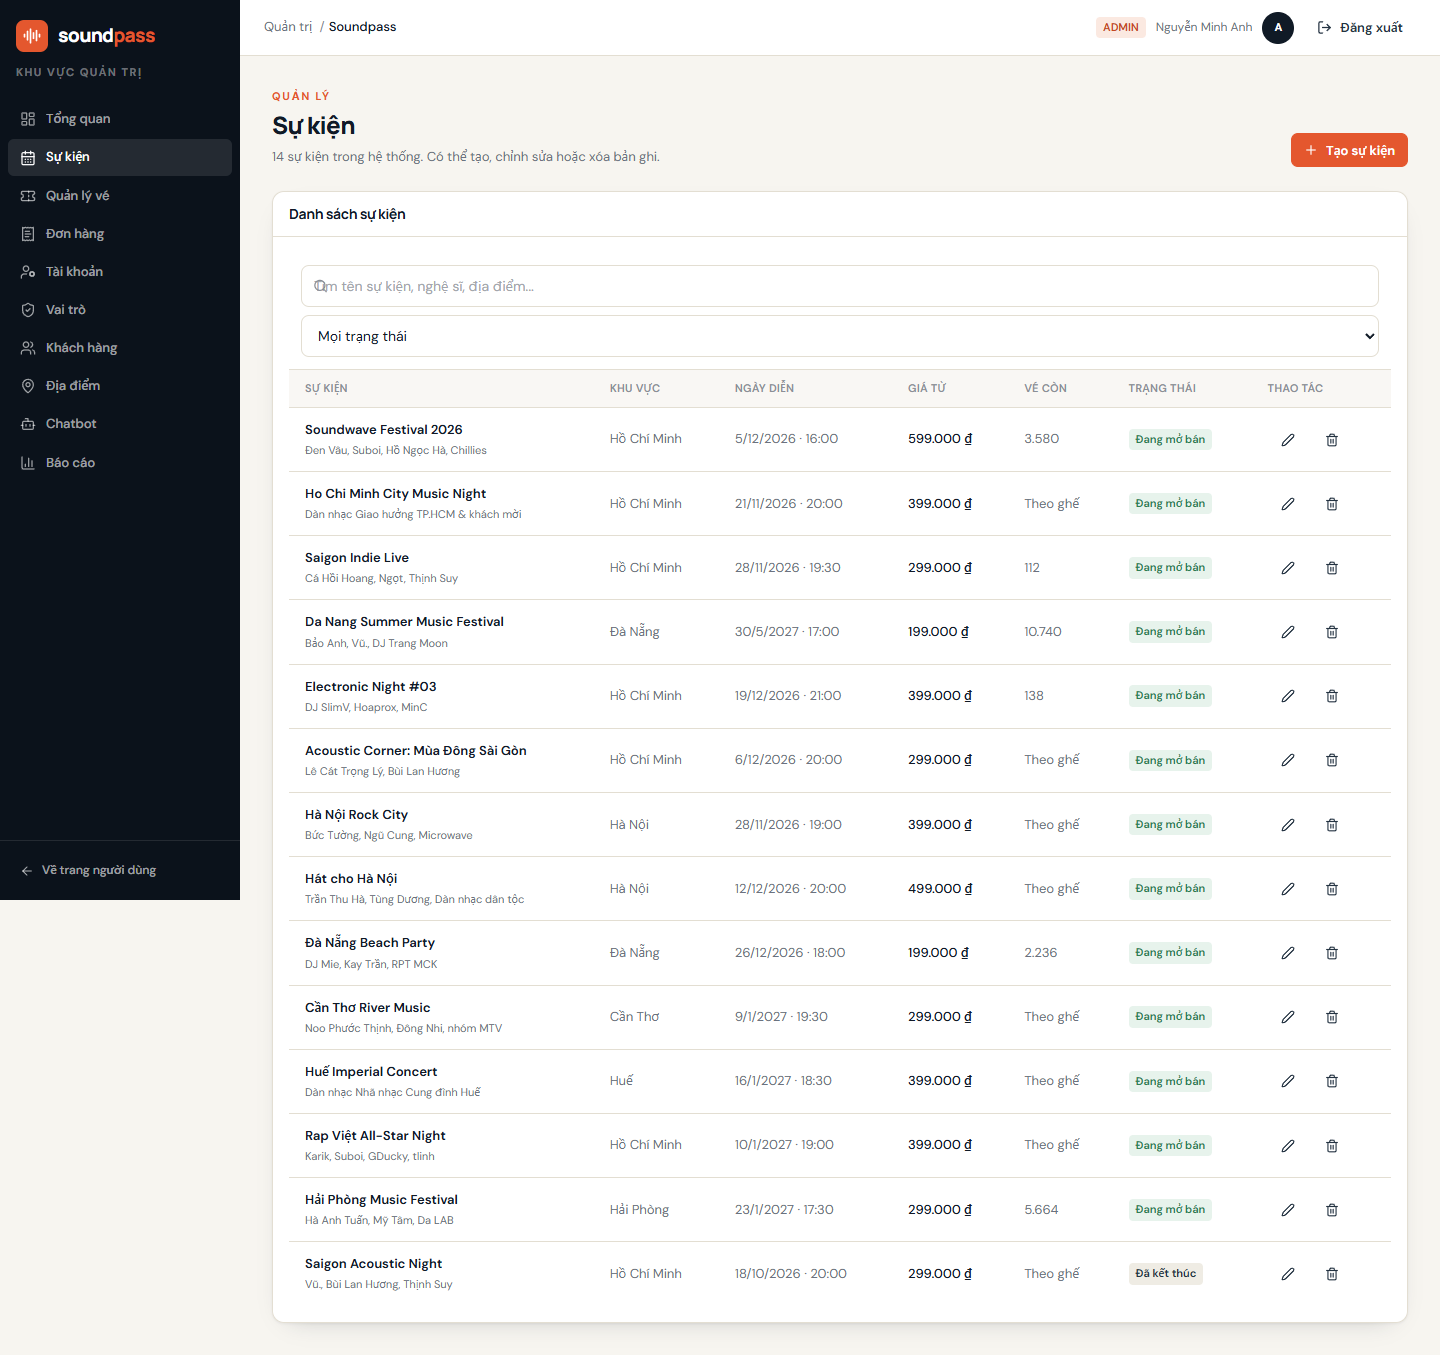 soundpass
KHU VỰC QUẢN TRỊ
Tổng quan
Sự kiện
Quản lý vé
Đơn hàng
Tài khoản
Vai trò
Khách hàng
Địa điểm
Chatbot
Báo cáo
Về trang người dùng
Quản trị / Soundpass
ADMIN Nguyễn Minh Anh A Đăng xuất
QUẢN LÝ
Sự kiện
14 sự kiện trong hệ thống. Có thể tạo, chỉnh sửa hoặc xóa bản ghi.
Tạo sự kiện
Danh sách sự kiện
tên sự kiện, nghệ sĩ, địa điểm...
Mọi trạng thái
SỰ KIỆN KHU VỰC NGÀY DIỄN GIÁ TỪ VÉ CÒN TRẠNG THÁI THAO TÁC
Soundwave Festival 2026 Hồ Chí Minh 5/12/2026 · 16:00 599.000 ₫ 3.580 Đang mở bán
Đen Vâu, Suboi, Hồ Ngọc Hà, Chillies
Ho Chi Minh City Music Night Hồ Chí Minh 21/11/2026 · 20:00 399.000 ₫ Theo ghế Đang mở bán
Dàn nhạc Giao hưởng TP.HCM & khách mời
Saigon Indie Live Hồ Chí Minh 28/11/2026 · 19:30 299.000 ₫ 112 Đang mở bán
Cá Hồi Hoang, Ngọt, Thịnh Suy
Da Nang Summer Music Festival Đà Nẵng 30/5/2027 · 17:00 199.000 ₫ 10.740 Đang mở bán
Bảo Anh, Vũ., DJ Trang Moon
Electronic Night #03 Hồ Chí Minh 19/12/2026 · 21:00 399.000 ₫ 138 Đang mở bán
DJ SlimV, Hoaprox, MinC
Acoustic Corner: Mùa Đông Sài Gòn Hồ Chí Minh 6/12/2026 · 20:00 299.000 ₫ Theo ghế Đang mở bán
Lê Cát Trọng Lý, Bùi Lan Hương
Hà Nội Rock City Hà Nội 28/11/2026 · 19:00 399.000 ₫ Theo ghế Đang mở bán
Bức Tường, Ngũ Cung, Microwave
Hát cho Hà Nội Hà Nội 12/12/2026 · 20:00 499.000 ₫ Theo ghế Đang mở bán
Trần Thu Hà, Tùng Dương, Dàn nhạc dân tộc
Đà Nẵng Beach Party Đà Nẵng 26/12/2026 · 18:00 199.000 ₫ 2.236 Đang mở bán
DJ Mie, Kay Trần, RPT MCK
Cần Thơ River Music Cần Thơ 9/1/2027 · 19:30 299.000 ₫ Theo ghế Đang mở bán
Noo Phước Thịnh, Đông Nhi, nhóm MTV
Huế Imperial Concert Huế 16/1/2027 · 18:30 399.000 ₫ Theo ghế Đang mở bán
Dàn nhạc Nhã nhạc Cung đình Huế
Rap Việt All-Star Night Hồ Chí Minh 10/1/2027 · 19:00 399.000 ₫ Theo ghế Đang mở bán
Karik, Suboi, GDucky, tlinh
Hải Phòng Music Festival Hải Phòng 23/1/2027 · 17:30 299.000 ₫ 5.664 Đang mở bán
Hà Anh Tuấn, Mỹ Tâm, Da LAB
Saigon Acoustic Night Hồ Chí Minh 18/10/2026 · 20:00 299.000 ₫ Theo ghế Đã kết thúc
Vũ., Bùi Lan Hương, Thịnh Suy